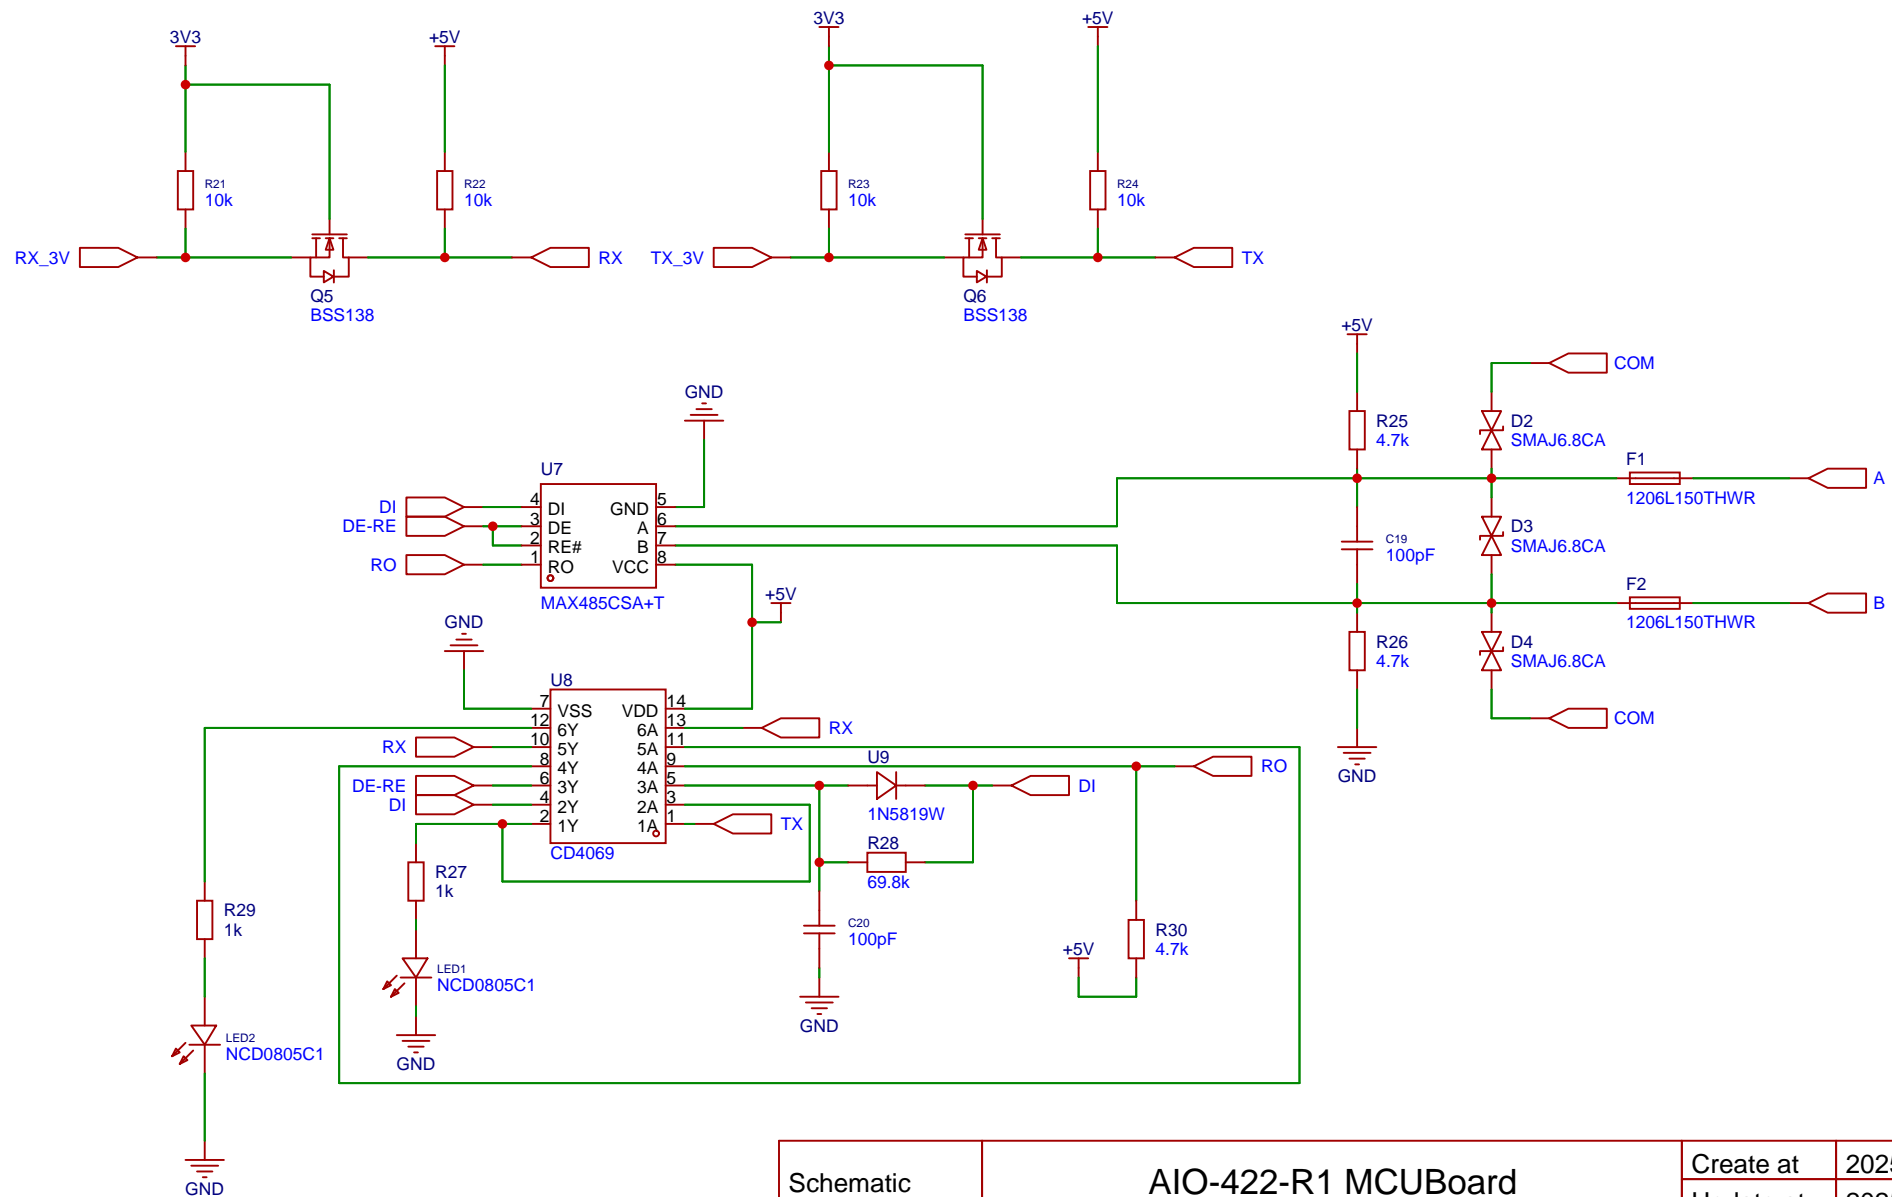 3V3
+5V
R21
10k
R22
10k
RX_3V
RX
Q5
BSS138
3V3
+5V
R23
10k
R24
10k
TX_3V
TX
Q6
BSS138
+5V
COM
R25
4.7k
D2
SMAJ6.8CA
F1
1206L150THWR
A
C19
100pF
D3
SMAJ6.8CA
F2
1206L150THWR
B
R26
4.7k
D4
SMAJ6.8CA
COM
GND
GND
U7
DI
DE-RE
RO
4 DI GND 5
3 DE A 6
2 RE# B 7
1 RO VCC 8
MAX485CSA+T
+5V
GND
U8
7 VSS VDD 14
12 6Y 6A 13
10 5Y 5A 11
8 4Y 4A 9
6 3Y 3A 5
4 2Y 2A 3
2 1Y 1A 1
CD4069
RX
DE-RE
DI
RX
RO
DI
TX
U9
1N5819W
R28
69.8k
C20
100pF
GND
R27
1k
LED1
NCD0805C1
GND
R29
1k
LED2
NCD0805C1
GND
+5V
R30
4.7k
Schematic
AIO-422-R1 MCUBoard
Create at